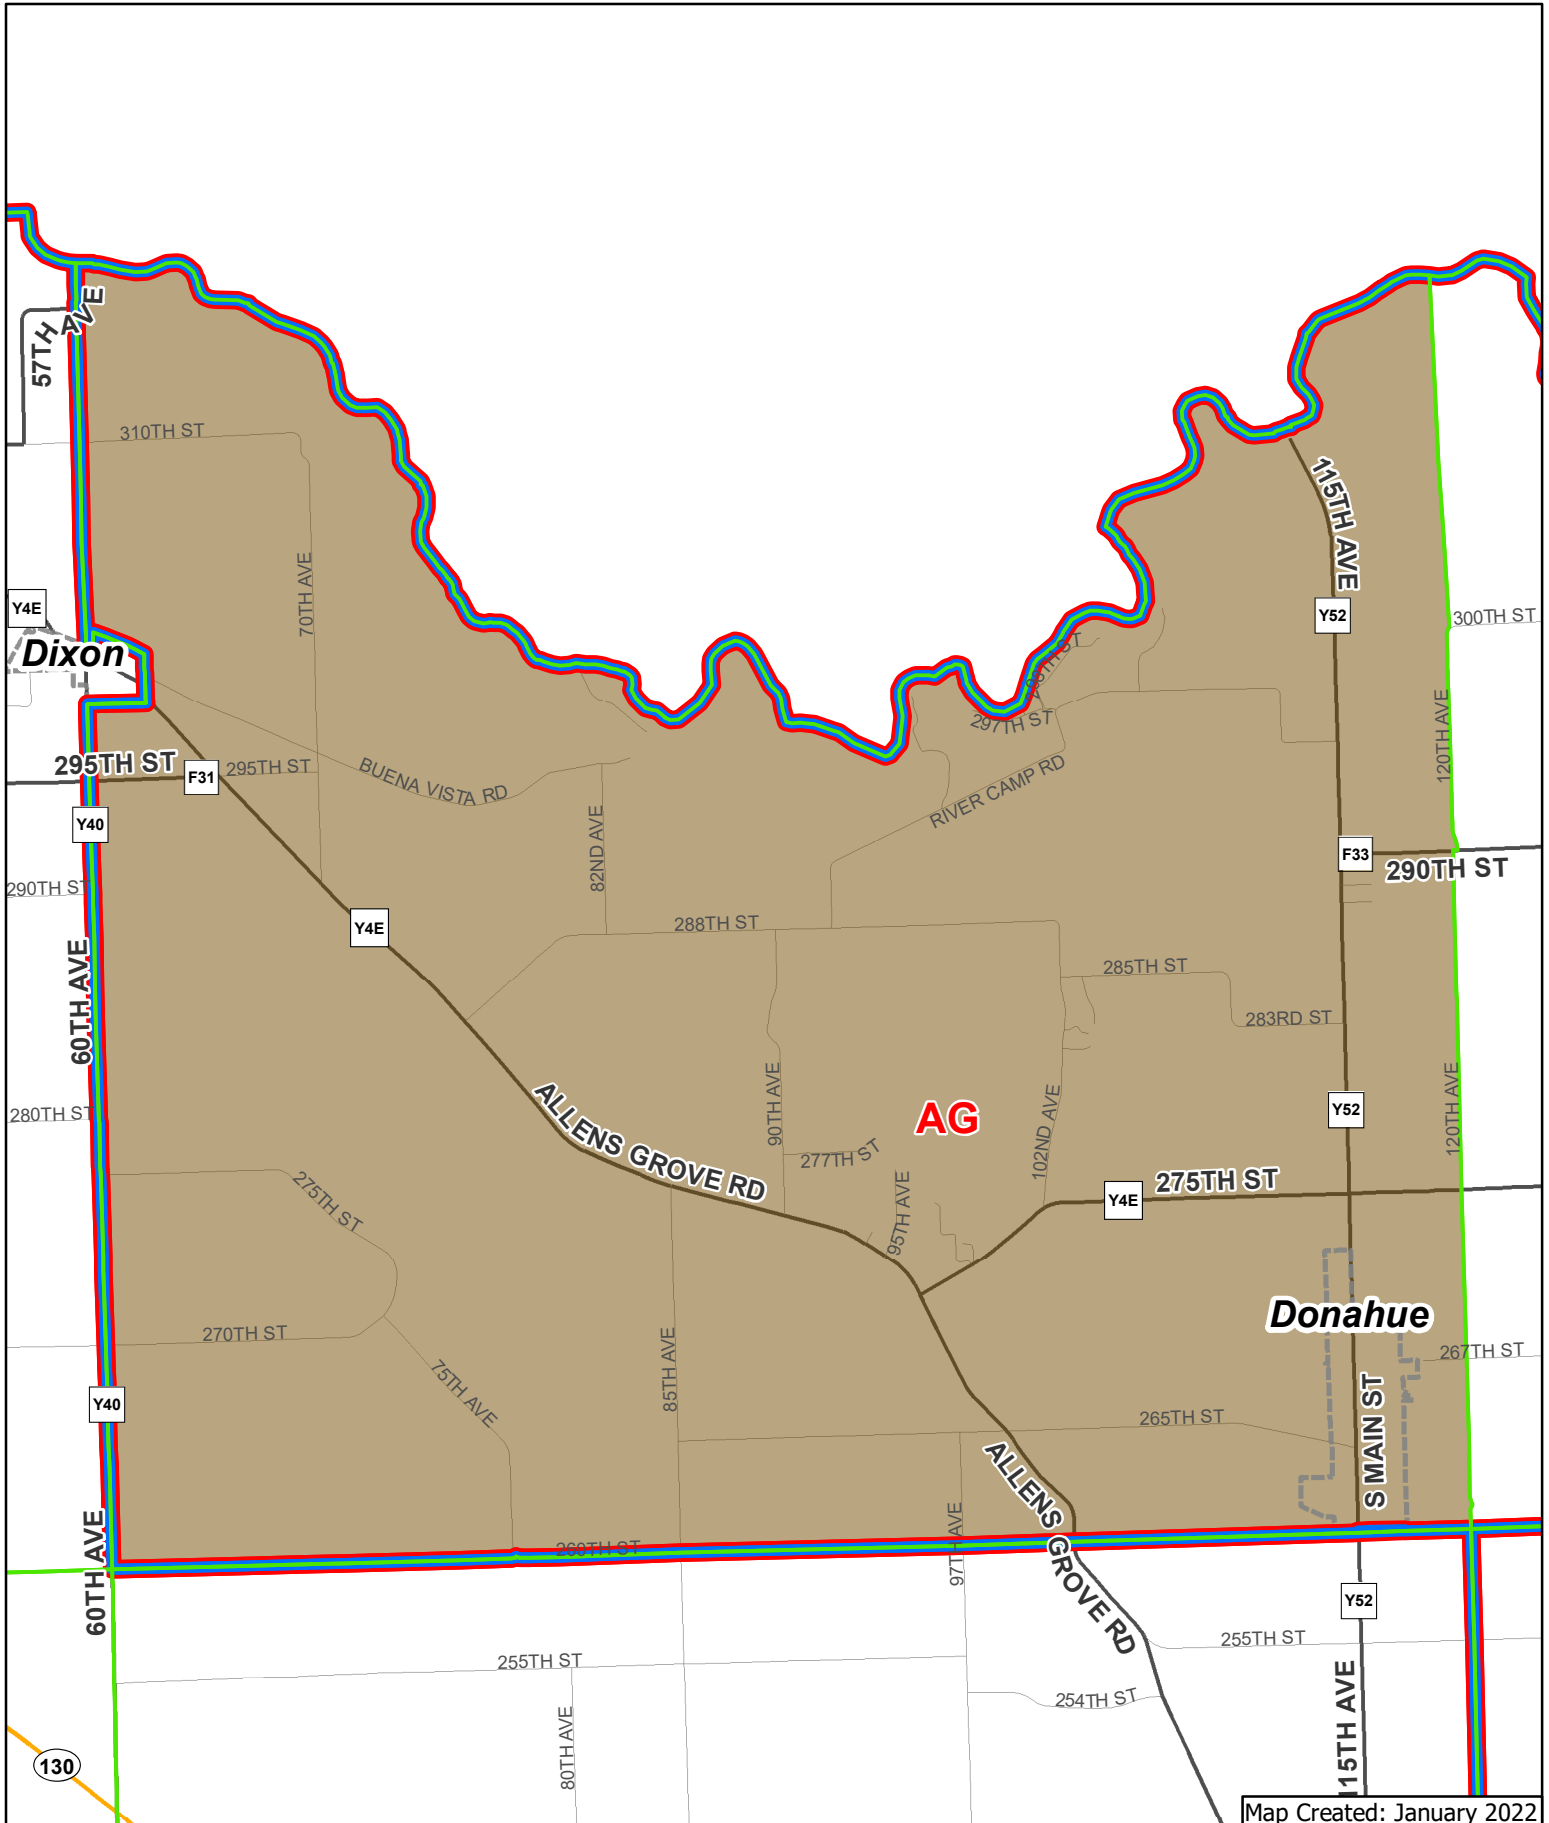 57TH AVE
310TH ST
115TH AVE
70TH AVE
Y4E
Y52
300TH ST
Dixon
297TH ST
120TH AVE
295TH ST
F31
295TH ST
BUENA VISTA RD
RIVER CAMP RD
Y40
82ND AVE
F33
290TH ST
290TH ST
Y4E
288TH ST
60TH AVE
285TH ST
283RD ST
280TH ST
ALLENS GROVE RD
90TH AVE
AG
102ND AVE
Y52
120TH AVE
277TH ST
275TH ST
95TH AVE
Y4E
275TH ST
Donahue
270TH ST
85TH AVE
267TH ST
75TH AVE
Y40
265TH ST
S MAIN ST
ALLENS GROVE RD
60TH AVE
260TH ST
97TH AVE
Y52
255TH ST
255TH ST
254TH ST
115TH AVE
80TH AVE
130
Map Created: January 2022